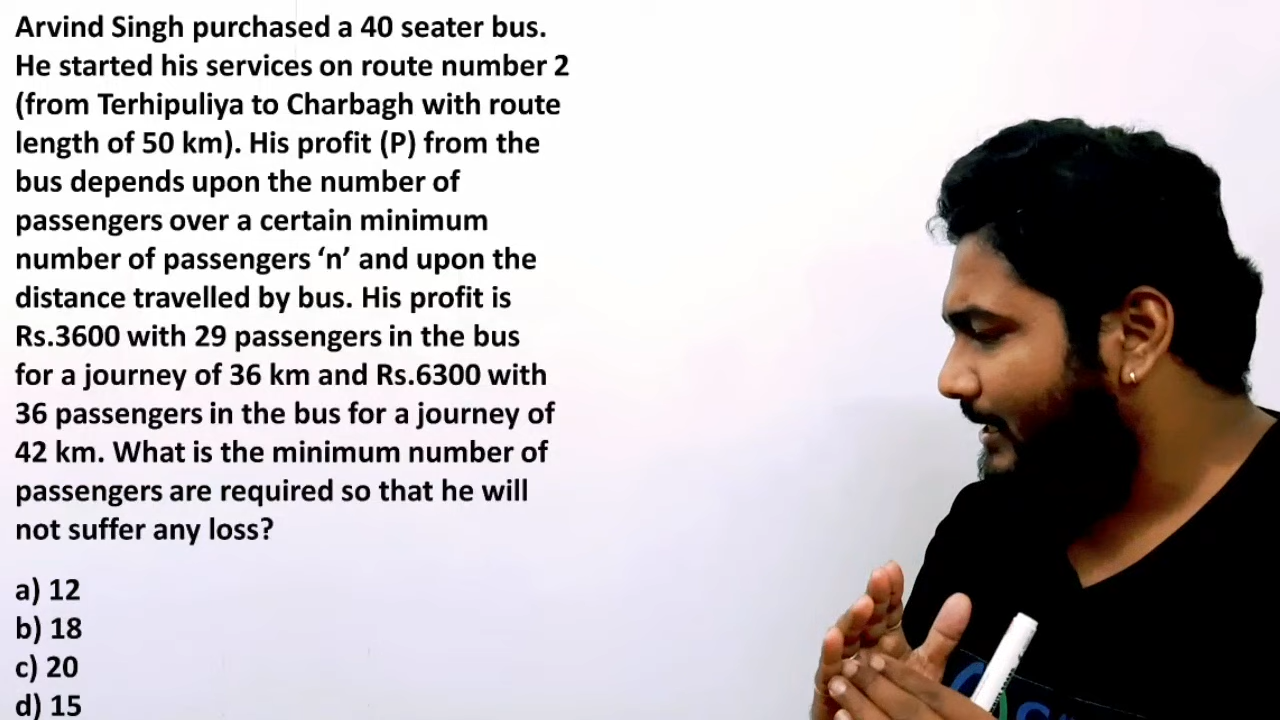 Arvind Singh purchased a 40 seater bus.
He started his services on route number 2
(from Terhipuliya to Charbagh with route
length of 50 km). His profit (P) from the
bus depends upon the number of
passengers over a certain minimum
number of passengers ‘n’ and upon the
distance travelled by bus. His profit is
Rs.3600 with 29 passengers in the bus
for a journey of 36 km and Rs.6300 with
36 passengers in the bus for a journey of
42 km. What is the minimum number of
passengers are required so that he will
not suffer any loss?
a) 12
b) 18
c) 20
d) 15